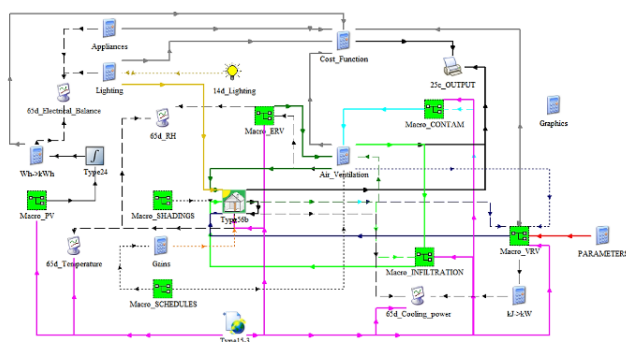 Appliances
Cost_Function
Lighting
14d_Lighting
25c_OUTPUT
65d_Electrical_Balance
65d_RH
Macro_ERV
Macro_CONTAM
Graphics
Wh->kWh
Type24
Air_Ventilation
Macro_PV
Macro_SHADINGS
Type56b
65d_Temperature
Gains
Macro_INFILTRATION
Macro_VRV
PARAMETERS
Macro_SCHEDULES
65d_Cooling_power
kJ->kW
Type15-3